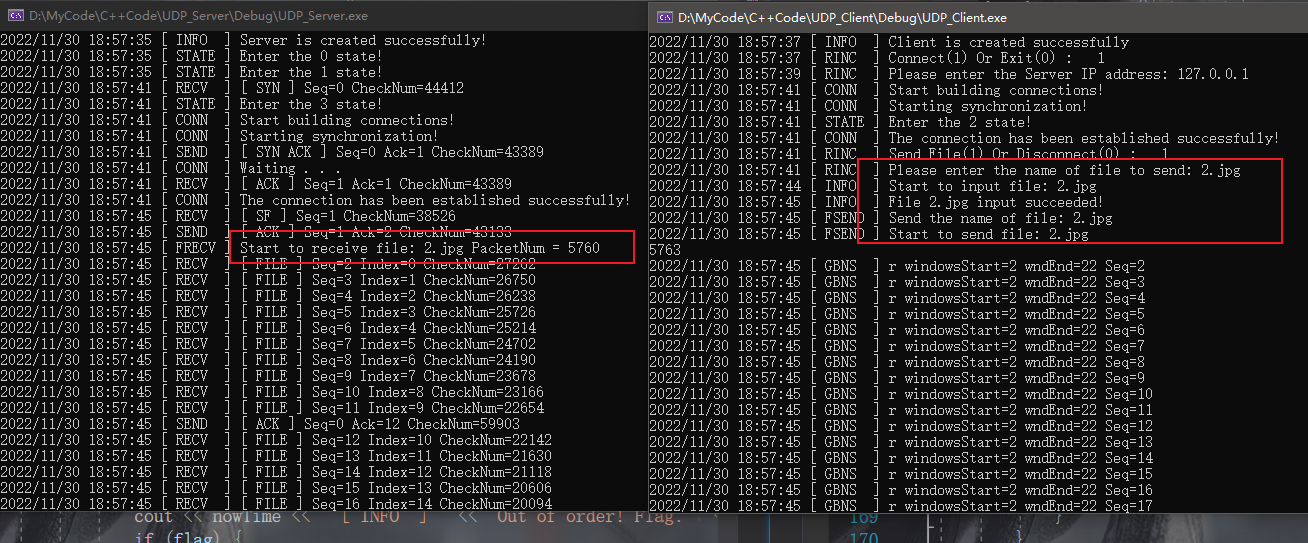 D:\MyCode\C++Code\UDP_Server\Debug\UDP_Server.exe
2022/11/30 18:57:35 [ INFO  ] Server is created successfully!
2022/11/30 18:57:35 [ STATE ] Enter the 0 state!
2022/11/30 18:57:35 [ STATE ] Enter the 1 state!
2022/11/30 18:57:41 [ RECV  ] [ SYN ] Seq=0 CheckNum=44412
2022/11/30 18:57:41 [ STATE ] Enter the 3 state!
2022/11/30 18:57:41 [ CONN  ] Start building connections!
2022/11/30 18:57:41 [ CONN  ] Starting synchronization!
2022/11/30 18:57:41 [ SEND  ] [ SYN ACK ] Seq=0 Ack=1 CheckNum=43389
2022/11/30 18:57:41 [ CONN  ] Waiting . . .
2022/11/30 18:57:41 [ RECV  ] [ ACK ] Seq=1 Ack=1 CheckNum=43389
2022/11/30 18:57:41 [ CONN  ] The connection has been established successfully!
2022/11/30 18:57:45 [ RECV  ] [ SF ] Seq=1 CheckNum=38526
2022/11/30 18:57:45 [ SEND  ] [ ACK ] Seq=1 Ack=2 CheckNum=43133
2022/11/30 18:57:45 [ FRECV ] Start to receive file: 2.jpg PacketNum = 5760
2022/11/30 18:57:45 [ RECV  ] [ FILE ] Seq=2 Index=0 CheckNum=27262
2022/11/30 18:57:45 [ RECV  ] [ FILE ] Seq=3 Index=1 CheckNum=26750
2022/11/30 18:57:45 [ RECV  ] [ FILE ] Seq=4 Index=2 CheckNum=26238
2022/11/30 18:57:45 [ RECV  ] [ FILE ] Seq=5 Index=3 CheckNum=25726
2022/11/30 18:57:45 [ RECV  ] [ FILE ] Seq=6 Index=4 CheckNum=25214
2022/11/30 18:57:45 [ RECV  ] [ FILE ] Seq=7 Index=5 CheckNum=24702
2022/11/30 18:57:45 [ RECV  ] [ FILE ] Seq=8 Index=6 CheckNum=24190
2022/11/30 18:57:45 [ RECV  ] [ FILE ] Seq=9 Index=7 CheckNum=23678
2022/11/30 18:57:45 [ RECV  ] [ FILE ] Seq=10 Index=8 CheckNum=23166
2022/11/30 18:57:45 [ RECV  ] [ FILE ] Seq=11 Index=9 CheckNum=22654
2022/11/30 18:57:45 [ SEND  ] [ ACK ] Seq=0 Ack=12 CheckNum=59903
2022/11/30 18:57:45 [ RECV  ] [ FILE ] Seq=12 Index=10 CheckNum=22142
2022/11/30 18:57:45 [ RECV  ] [ FILE ] Seq=13 Index=11 CheckNum=21630
2022/11/30 18:57:45 [ RECV  ] [ FILE ] Seq=14 Index=12 CheckNum=21118
2022/11/30 18:57:45 [ RECV  ] [ FILE ] Seq=15 Index=13 CheckNum=20606
2022/11/30 18:57:45 [ RECV  ] [ FILE ] Seq=16 Index=14 CheckNum=20094
D:\MyCode\C++Code\UDP_Client\Debug\UDP_Client.exe
2022/11/30 18:57:37 [ INFO  ] Client is created successfully
2022/11/30 18:57:37 [ RINC  ] Connect(1) Or Exit(0) :   1
2022/11/30 18:57:39 [ RINC  ] Please enter the Server IP address: 127.0.0.1
2022/11/30 18:57:41 [ CONN  ] Start building connections!
2022/11/30 18:57:41 [ CONN  ] Starting synchronization!
2022/11/30 18:57:41 [ STATE ] Enter the 2 state!
2022/11/30 18:57:41 [ CONN  ] The connection has been established successfully!
2022/11/30 18:57:41 [ RINC  ] Send File(1) Or Disconnect(0) :   1
2022/11/30 18:57:41 [ RINC  ] Please enter the name of file to send: 2.jpg
2022/11/30 18:57:44 [ INFO  ] Start to input file: 2.jpg
2022/11/30 18:57:45 [ INFO  ] File 2.jpg input succeeded!
2022/11/30 18:57:45 [ FSEND ] Send the name of file: 2.jpg
2022/11/30 18:57:45 [ FSEND ] Start to send file: 2.jpg
5763
2022/11/30 18:57:45 [ GBNS  ] r windowsStart=2 wndEnd=22 Seq=2
2022/11/30 18:57:45 [ GBNS  ] r windowsStart=2 wndEnd=22 Seq=3
2022/11/30 18:57:45 [ GBNS  ] r windowsStart=2 wndEnd=22 Seq=4
2022/11/30 18:57:45 [ GBNS  ] r windowsStart=2 wndEnd=22 Seq=5
2022/11/30 18:57:45 [ GBNS  ] r windowsStart=2 wndEnd=22 Seq=6
2022/11/30 18:57:45 [ GBNS  ] r windowsStart=2 wndEnd=22 Seq=7
2022/11/30 18:57:45 [ GBNS  ] r windowsStart=2 wndEnd=22 Seq=8
2022/11/30 18:57:45 [ GBNS  ] r windowsStart=2 wndEnd=22 Seq=9
2022/11/30 18:57:45 [ GBNS  ] r windowsStart=2 wndEnd=22 Seq=10
2022/11/30 18:57:45 [ GBNS  ] r windowsStart=2 wndEnd=22 Seq=11
2022/11/30 18:57:45 [ GBNS  ] r windowsStart=2 wndEnd=22 Seq=12
2022/11/30 18:57:45 [ GBNS  ] r windowsStart=2 wndEnd=22 Seq=13
2022/11/30 18:57:45 [ GBNS  ] r windowsStart=2 wndEnd=22 Seq=14
2022/11/30 18:57:45 [ GBNS  ] r windowsStart=2 wndEnd=22 Seq=15
2022/11/30 18:57:45 [ GBNS  ] r windowsStart=2 wndEnd=22 Seq=16
2022/11/30 18:57:45 [ GBNS  ] r windowsStart=2 wndEnd=22 Seq=17
cout << nowTime << "[ INFO  ] " << "Out of order! Flag.
if (flag) {
169 }
170 }